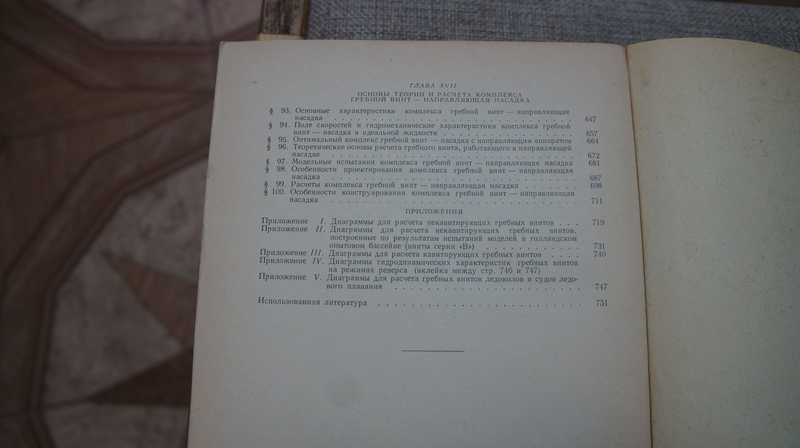 ГЛАВА XVII
ОСНОВЫ ТЕОРИИ И РАСЧЕТА КОМПЛЕКСА
ГРЕБНОЙ ВИНТ — НАПРАВЛЯЮЩАЯ НАСАДКА
§ 93. Основные характеристики комплекса гребной винт — направляющая
насадка . . . . . . . . . . . . . . . . . . . . 647
§ 94. Поле скоростей и гидромеханические характеристики комплекса гребной
винт — насадка в идеальной жидкости . . . . . . . . . . 657
§ 95. Оптимальный комплекс гребной винт — насадка с направляющим аппаратом 664
§ 96. Теоретические основы расчета гребного винта, работающего в направляющей
насадке . . . . . . . . . . . . . . . . . . . . 672
§ 97. Модельные испытания комплекса гребной винт — направляющая насадка 681
§ 98. Особенности проектирования комплекса гребной винт — направляющая
насадка . . . . . . . . . . . . . . . . . . . . 687
§ 99. Расчеты комплекса гребной винт — направляющая насадка . . . . . 698
§ 100. Особенности конструирования комплекса гребной винт — направляющая
насадка . . . . . . . . . . . . . . . . . . . . 711
ПРИЛОЖЕНИЯ
Приложение I. Диаграммы для расчета некавитирующих гребных винтов . . . 719
Приложение II. Диаграммы для расчета некавитирующих гребных винтов,
построенные по результатам испытаний моделей в голландском
опытовом бассейне (винты серии «В») . . . . . . . . 731
Приложение III. Диаграммы для расчета кавитирующих гребных винтов . . . . 740
Приложение IV. Диаграммы гидродинамических характеристик гребных винтов
на режимах реверса (вклейка между стр. 746 и 747)
Приложение V. Диаграммы для расчета гребных винтов ледоколов и судов ледо-
вого плавания . . . . . . . . . . . . . . . . 747
Использованная литература . . . . . . . . . . . . . . . . 751